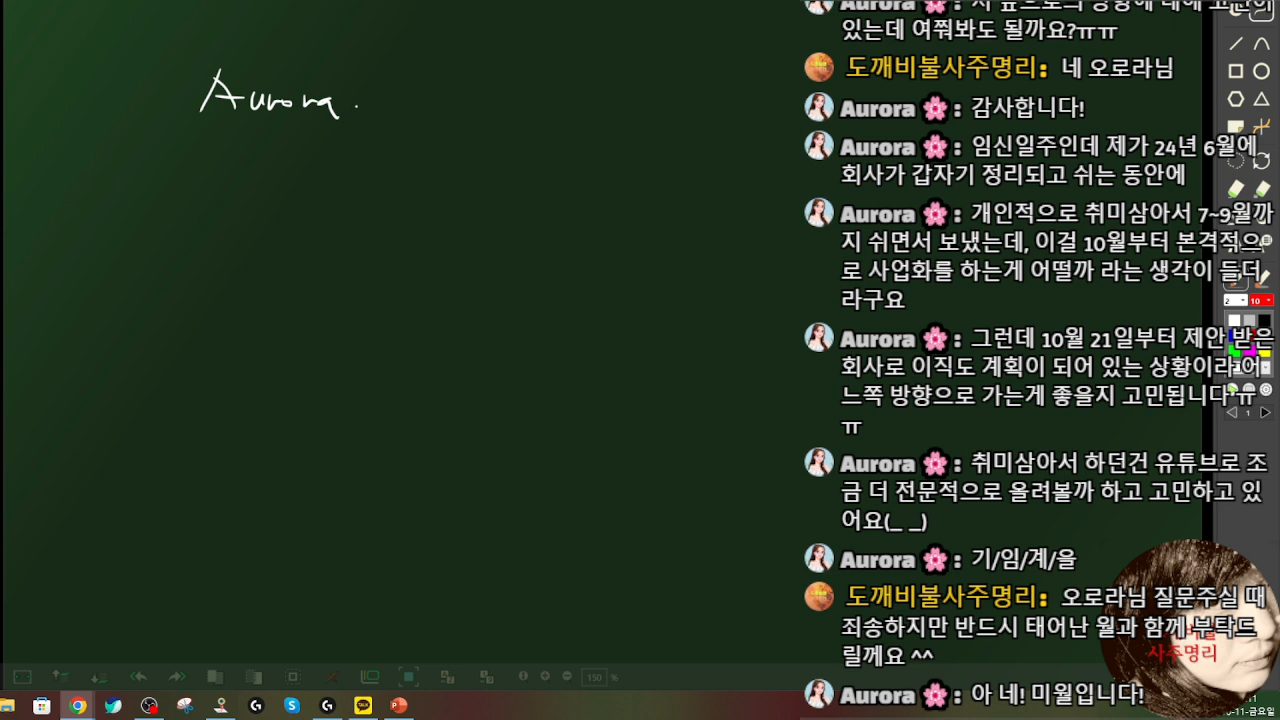 Aurora.
있는데 여쭤봐도 될까요?ㅠㅠ
도깨비불사주명리: 네 오로라님
Aurora 🌸: 감사합니다!
Aurora 🌸: 임신일주인데 제가 24년 6월에
회사가 갑자기 정리되고 쉬는 동안에
Aurora 🌸: 개인적으로 취미삼아서 7~9월까
지 쉬면서 보냈는데, 이걸 10월부터 본격적으
로 사업화를 하는게 어떨까 라는 생각이 들더
라구요
Aurora 🌸: 그런데 10월 21일부터 제안 받은
회사로 이직도 계획이 되어 있는 상황이라 어
느쪽 방향으로 가는게 좋을지 고민됩니다 ㅠ
ㅠ
Aurora 🌸: 취미삼아서 하던건 유튜브로 조
금 더 전문적으로 올려볼까 하고 고민하고 있
어요(_ _)
Aurora 🌸: 기/임/계/을
도깨비불사주명리: 오로라님 질문주실 때
죄송하지만 반드시 태어난 월과 함께 부탁드
릴께요 ^^
Aurora 🌸: 아 네! 미월입니다!
사주명리
2
10
1
150 %